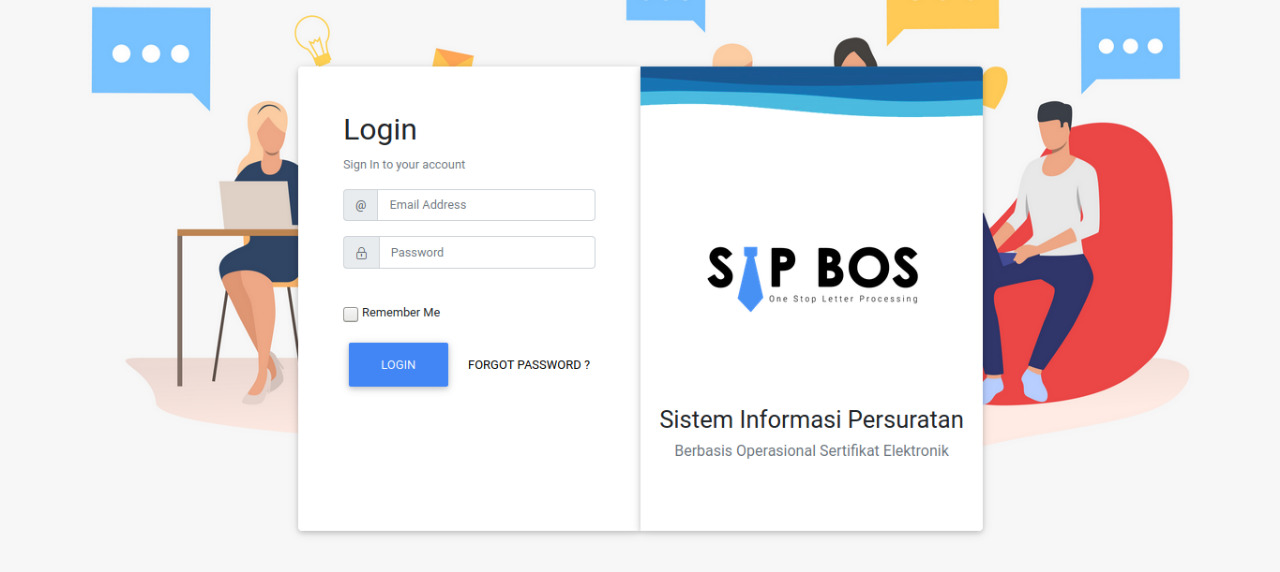 Login
Sign In to your account
@ Email Address
Password
Remember Me
LOGIN FORGOT PASSWORD ?
S P BOS
One Stop Letter Processing
Sistem Informasi Persuratan
Berbasis Operasional Sertifikat Elektronik